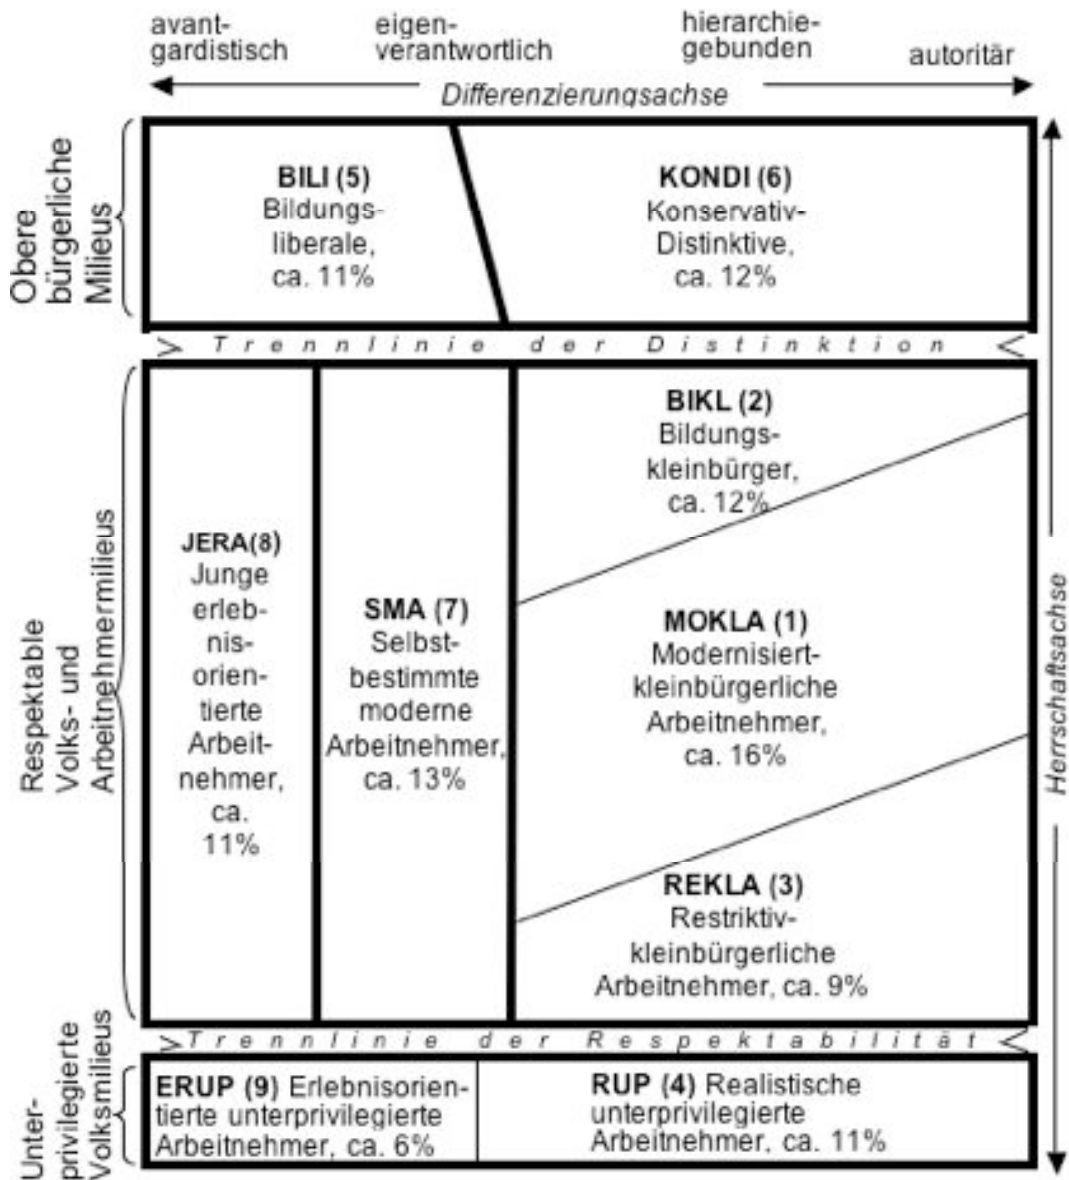 avant-
gardistisch
eigen-
verantwortlich
hierarchie-
gebunden
autoritär
Differenzierungsachse
Obere
bürgerliche
Milieus
BILI (5)
Bildungs-
liberale,
ca. 11%
KONDI (6)
Konservativ-
Distinktive,
ca. 12%
> Trennlinie der Distinktion <
Respektable
Volks- und
Arbeitnehmermilieus
JERA(8)
Junge
erleb-
nis-
orien-
tierte
Arbeit-
nehmer,
ca.
11%
SMA (7)
Selbst-
bestimmte
moderne
Arbeitnehmer,
ca. 13%
BIKL (2)
Bildungs-
kleinbürger,
ca. 12%
MOKLA (1)
Modernisiert-
kleinbürgerliche
Arbeitnehmer,
ca. 16%
REKLA (3)
Restriktiv-
kleinbürgerliche
Arbeitnehmer, ca. 9%
Herrschaftsachse
> Trennlinie der Respektabilität <
Unter-
privilegierte
Volksmilieus
ERUP (9) Erlebnisorien-
tierte unterprivilegierte
Arbeitnehmer, ca. 6%
RUP (4) Realistische
unterprivilegierte
Arbeitnehmer, ca. 11%